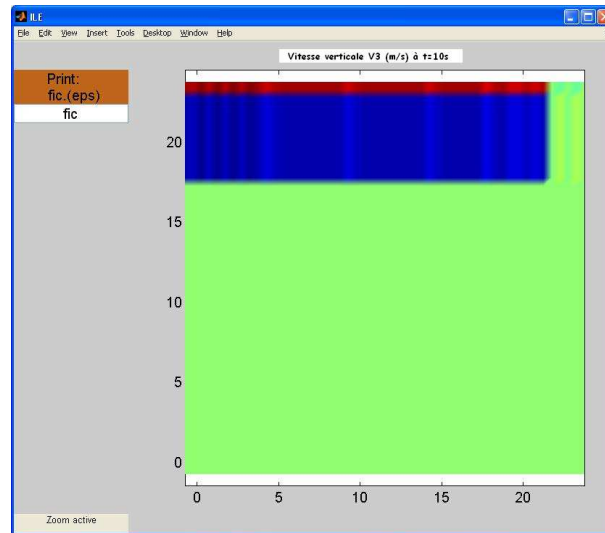 ILE
File Edit View Insert Tools Desktop Window Help
Vitesse verticale V3 (m/s) à t=10s
Print:
fic.(eps)
fic
20
15
10
5
0
0 5 10 15 20
Zoom active